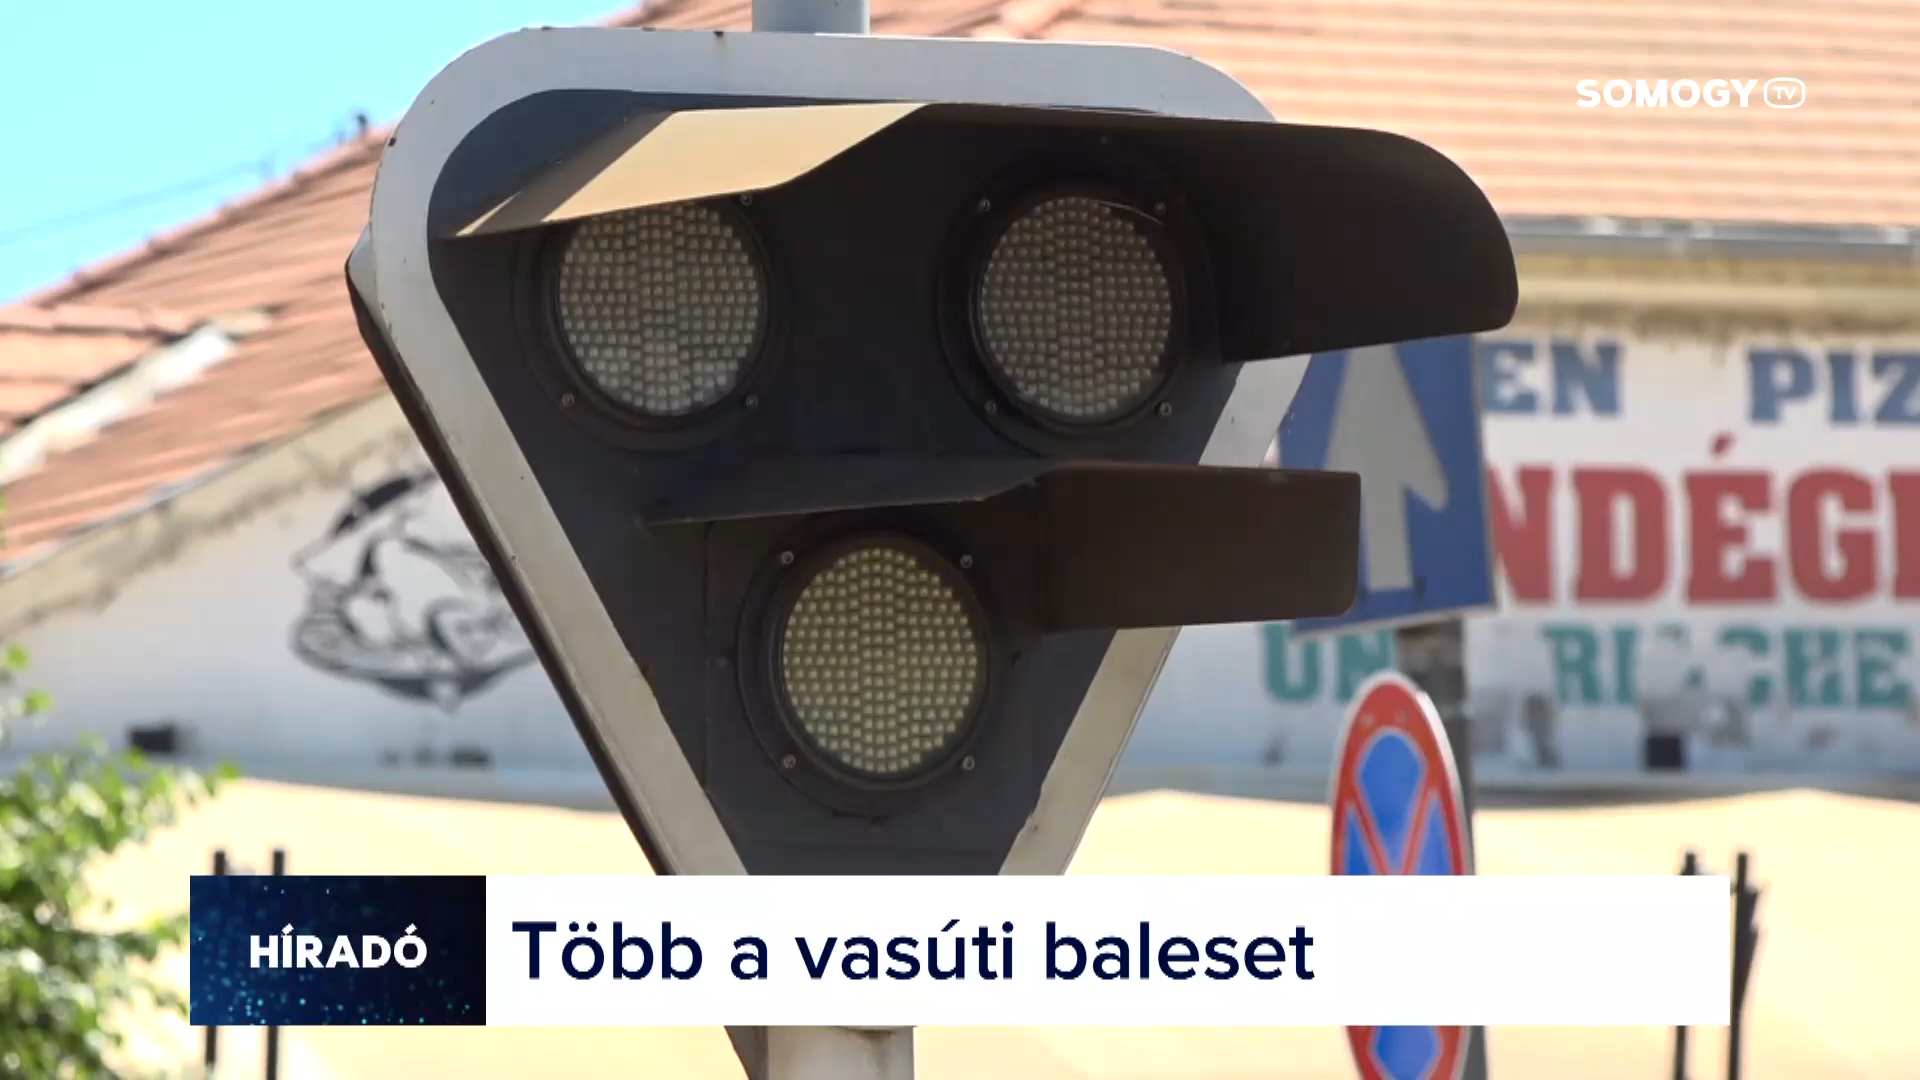 SOMOGY TV
EN PIZ
NDÉG
HÍRADÓ
Több a vasúti baleset